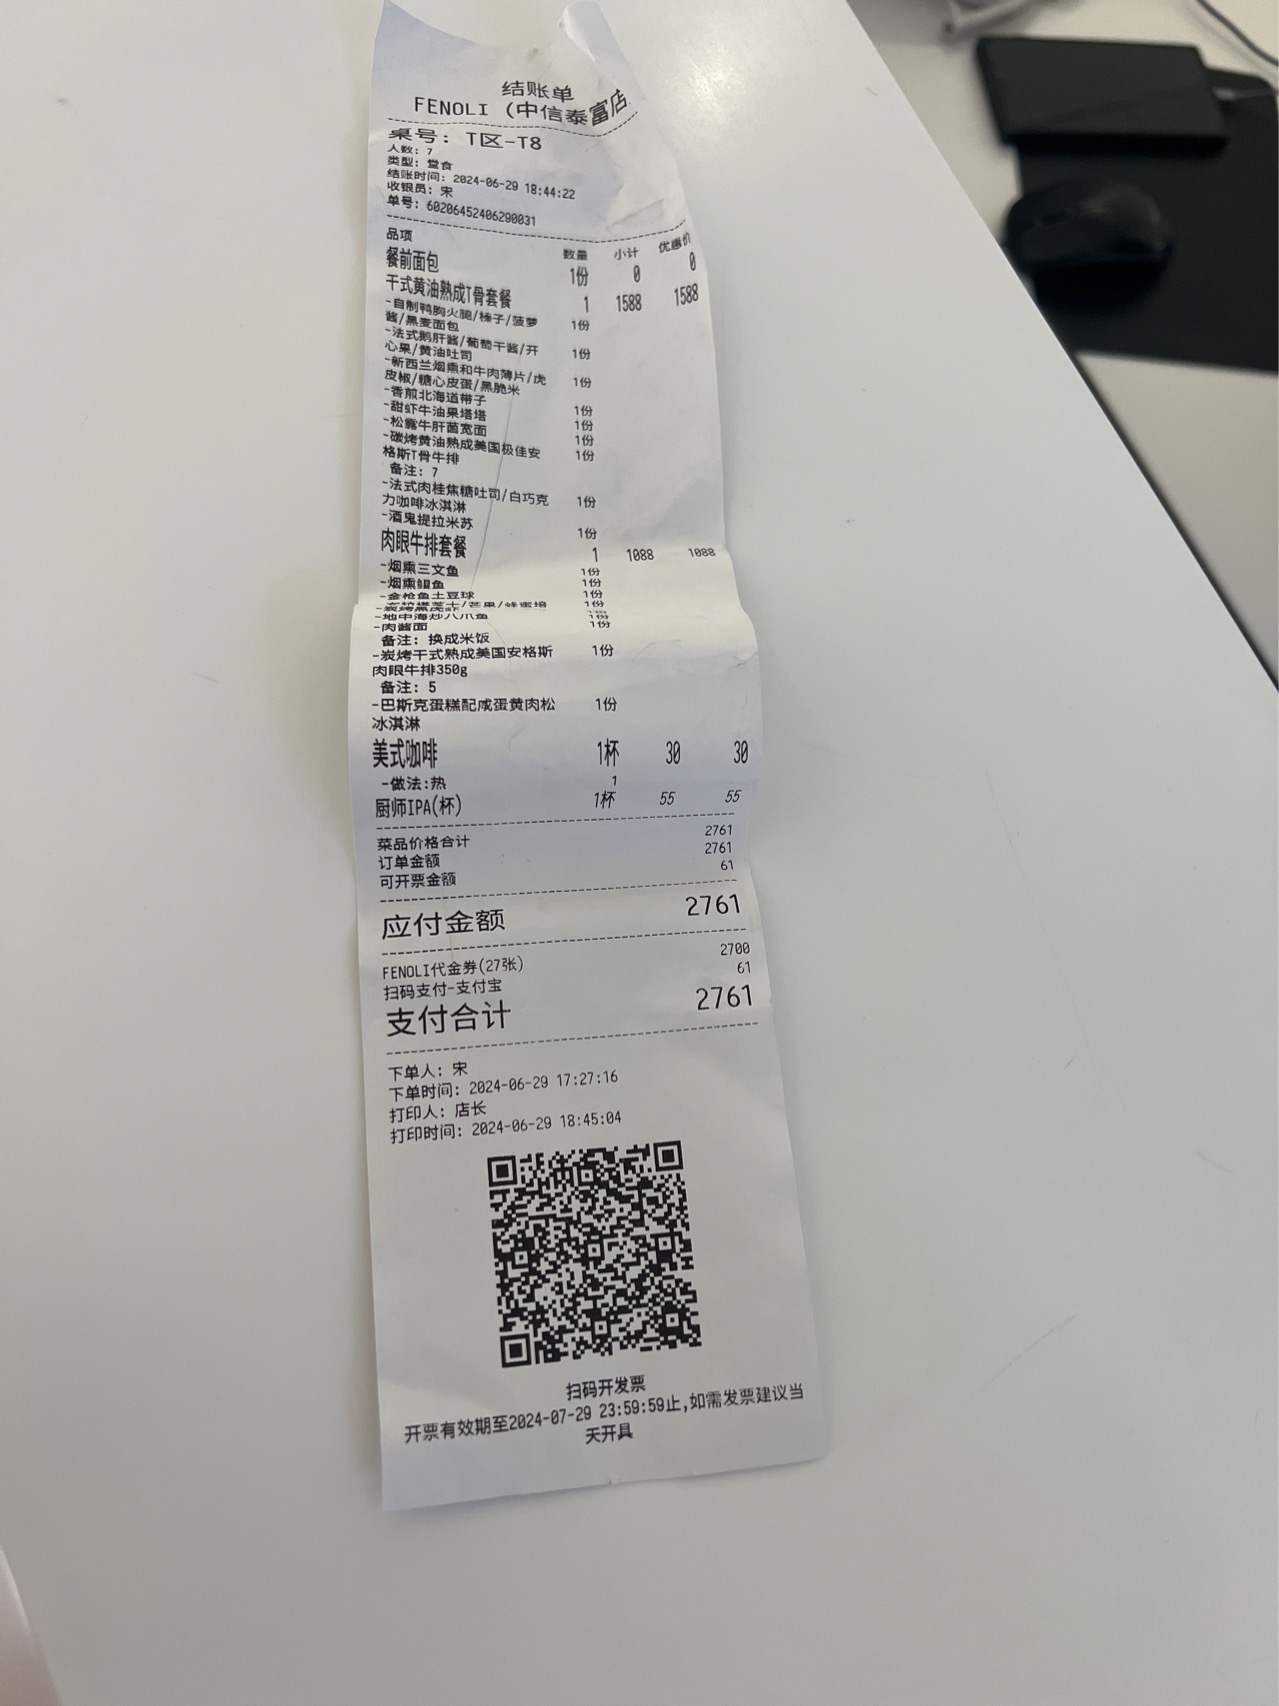 结账单
FENOLI (中信泰富店
桌号: T区-T8
人数: 7
类型: 堂食
结账时间: 2024-06-29 18:44:22
收银员: 宋
单号: 60206452406290031
品项 数量 小计 优惠价
餐前面包 1份 0 0
干式黄油熟成T骨套餐 1 1588 1588
-自制鸭胸火腿/榛子/菠萝 1份
酱/黑麦面包
-法式鹅肝酱/葡萄干酱/开 1份
心果/黄油吐司
-新西兰烟熏和牛肉薄片/虎 1份
皮椒/糖心皮蛋/黑脆米
-香煎北海道带子 1份
-甜虾牛油果塔塔 1份
-松露牛肝菌宽面 1份
-碳烤黄油熟成美国极佳安 1份
格斯T骨牛排
备注: 7
-法式肉桂焦糖吐司/白巧克 1份
力咖啡冰淇淋
-酒鬼提拉米苏 1份
肉眼牛排套餐 1 1088 1088
-烟熏三文鱼 1份
-烟熏鳗鱼 1份
-金枪鱼土豆球 1份
1份
-地中海炒八爪鱼
-肉酱面 1份
备注: 换成米饭
-炭烤干式熟成美国安格斯 1份
肉眼牛排350g
备注: 5
-巴斯克蛋糕配咸蛋黄肉松 1份
冰淇淋
美式咖啡 1杯 30 30
-做法:热 1
厨师IPA(杯) 1杯 55 55
菜品价格合计 2761
订单金额 2761
可开票金额 61
应付金额 2761
FENOLI代金券(27张) 2700
扫码支付-支付宝 61
支付合计 2761
下单人: 宋
下单时间: 2024-06-29 17:27:16
打印人: 店长
打印时间: 2024-06-29 18:45:04
扫码开发票
开票有效期至2024-07-29 23:59:59止,如需发票建议当
天开具